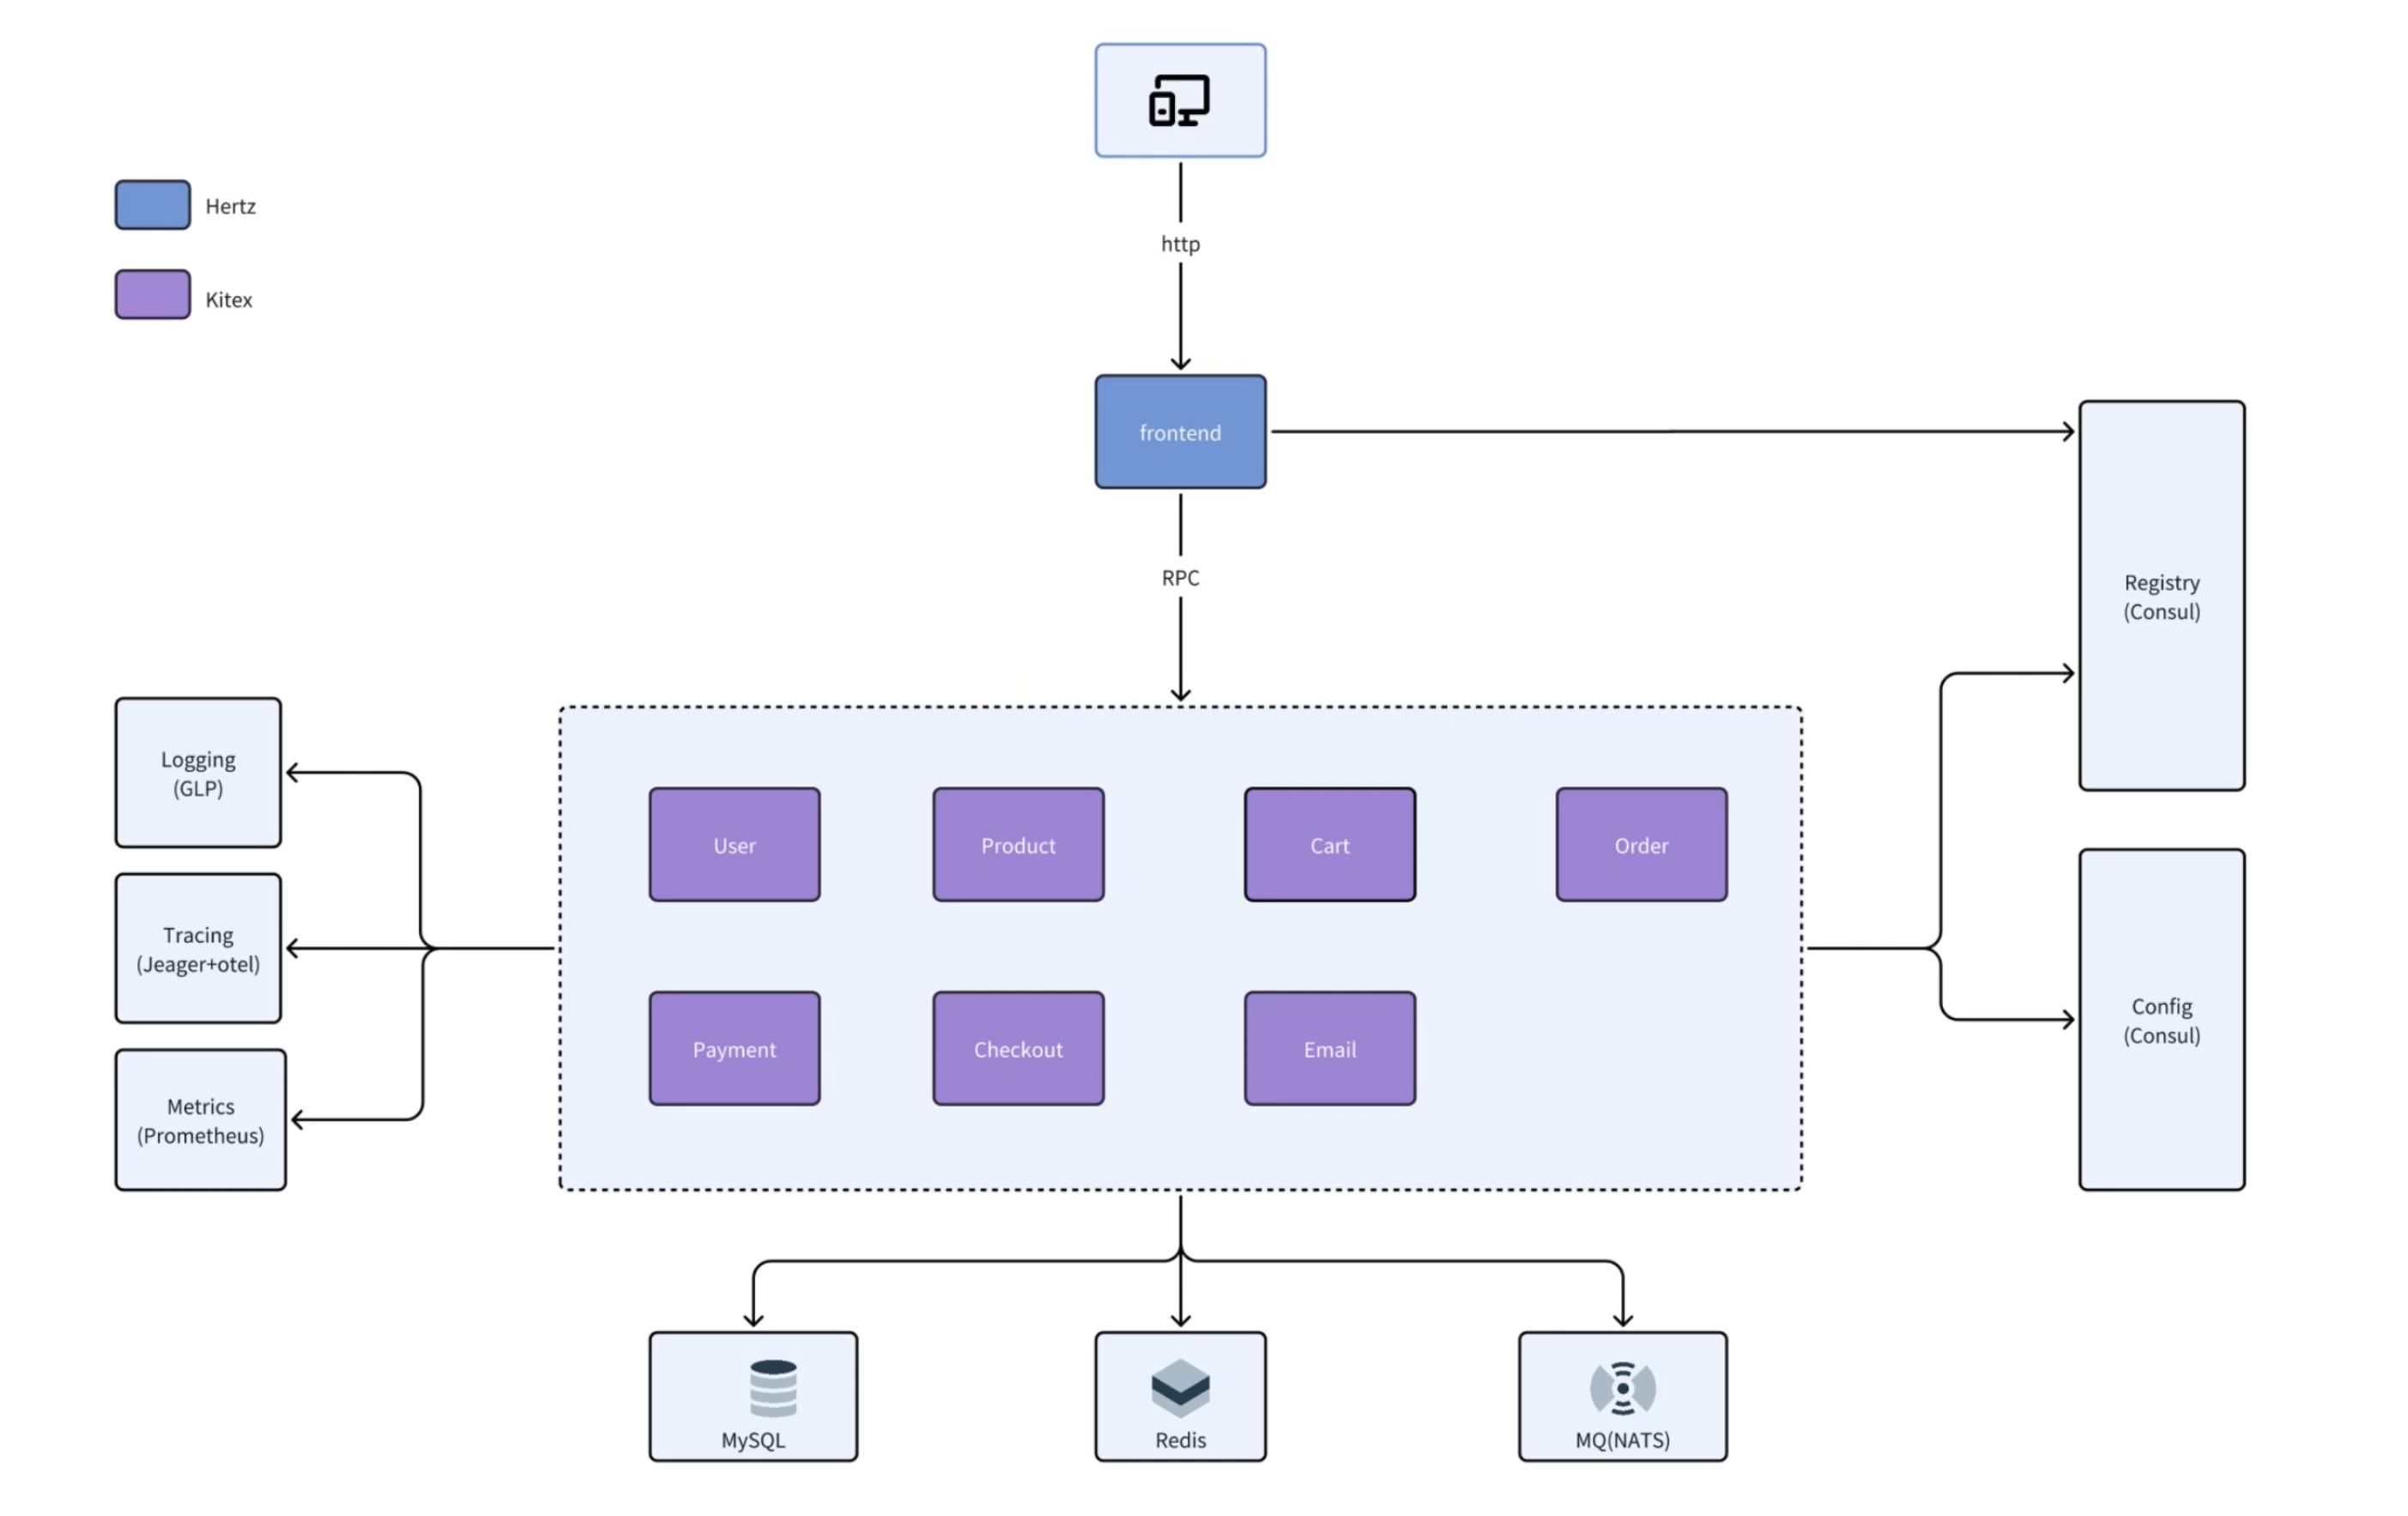 Hertz
Kitex
http
frontend
RPC
Registry
(Consul)
Logging
(GLP)
Tracing
(Jeager+otel)
Metrics
(Prometheus)
User
Product
Cart
Order
Payment
Checkout
Email
Config
(Consul)
MySQL
Redis
MQ(NATS)